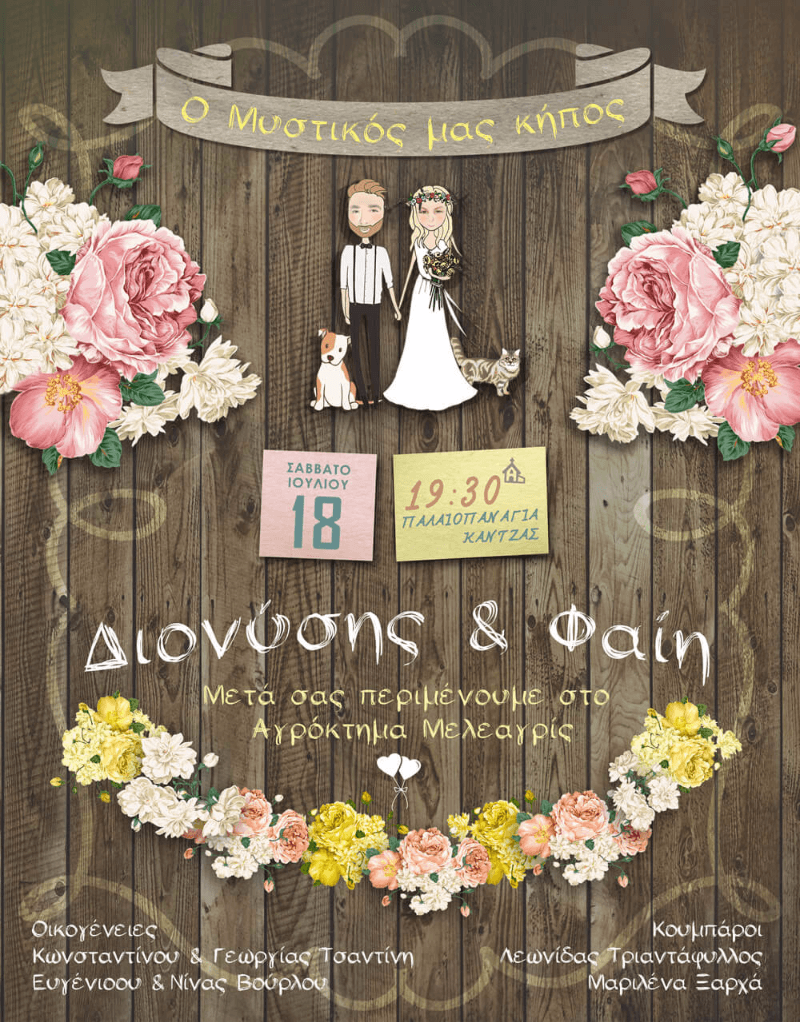 Ο Μυστικός μας κήπος
ΣΑΒΒΑΤΟ
ΙΟΥΛΙΟΥ
18
19:30
ΠΑΛΑΙΟΠΑΝΑΓΙΑ
ΚΑΝΤΖΑΣ
Διονύσης & Φαίη
Μετά σας περιμένουμε στο
Αγρόκτημα Μελεαγρίς
Οικογένειες
Κωνσταντίνου & Γεωργίας Τσαντίνη
Ευγένιοου & Νίνας Βούρλου
Κουμπάροι
Λεωνίδας Τριαντάφυλλος
Μαριλένα Ξαρχά